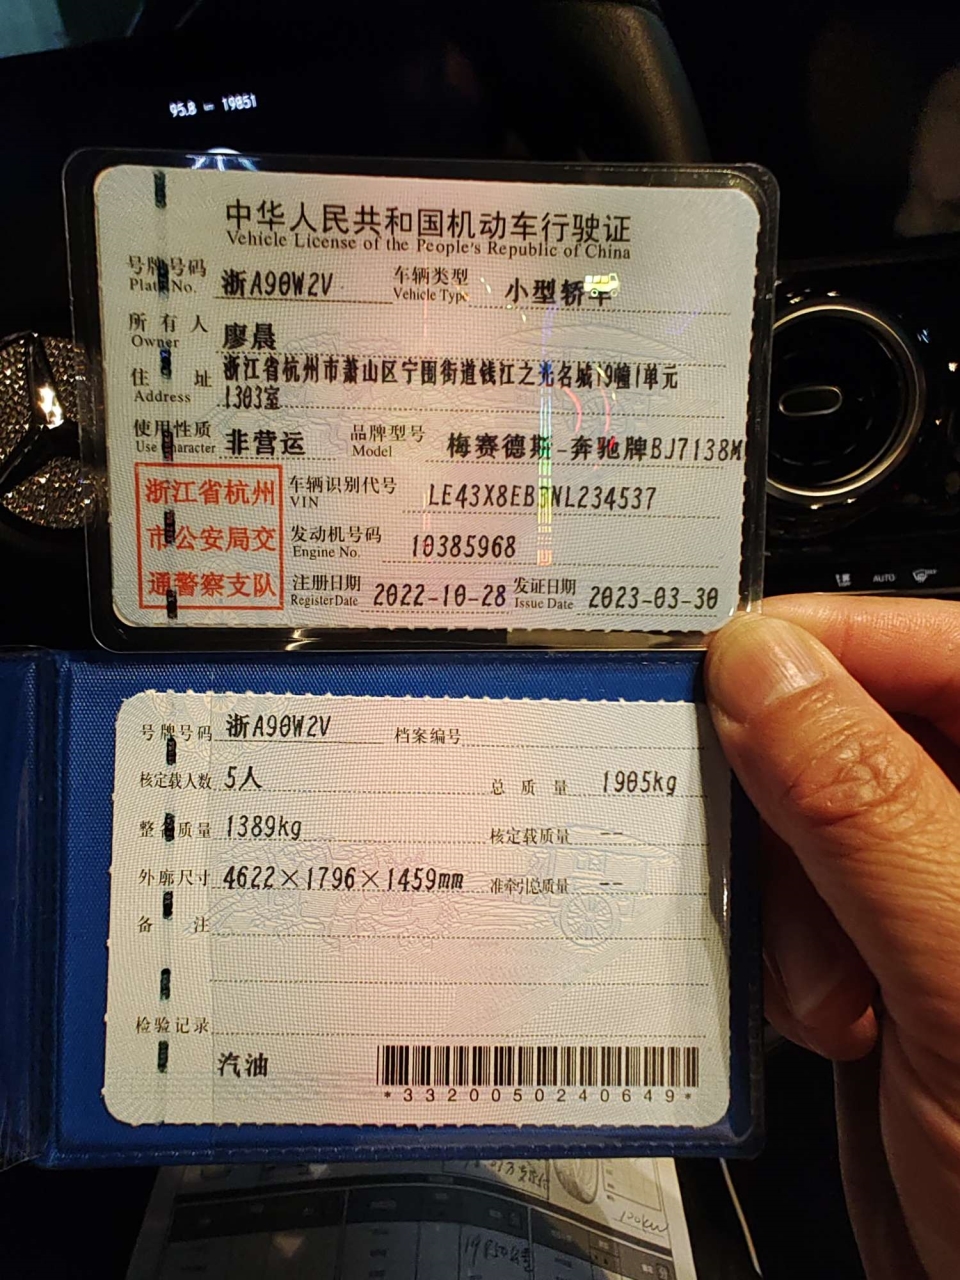 95.8 19851
中华人民共和国机动车行驶证
Vehicle License of the People's Republic of China
号牌号码 浙A90W2V 车辆类型 小型轿车
Plate No. Vehicle Type
所有人 廖晨
Owner
住址 浙江省杭州市萧山区宁围街道钱江之光名城19幢1单元
Address 1303室
使用性质 非营运 品牌型号 梅赛德斯-奔驰牌BJ7138M
Use Character Model
浙江省杭州
市公安局交
通警察支队
车辆识别代号 LE43X8EB3NL234537
VIN
发动机号码 10385968
Engine No.
注册日期 2022-10-28 发证日期 2023-03-30
Register Date Issue Date
号牌号码 浙A90W2V 档案编号
核定载人数 5人 总质量 1905kg
整备质量 1389kg 核定载质量 --
外廓尺寸 4622×1796×1459mm 准牵引总质量 --
备注
检验记录
汽油
*3320050240649*
AUTO